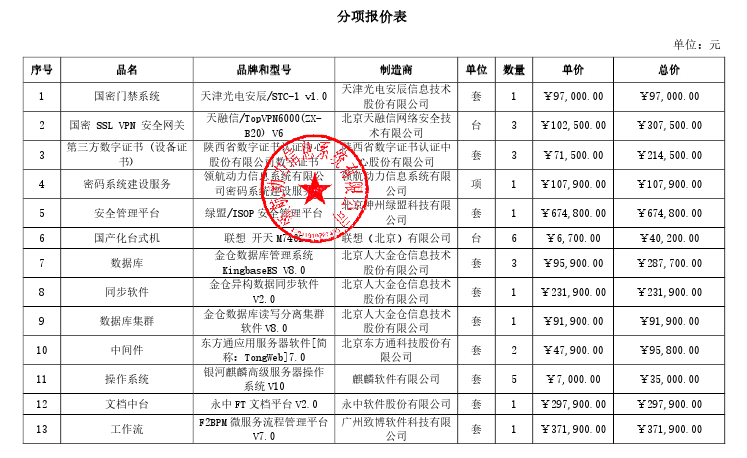 分项报价表
单位：元
序号 品名 品牌和型号 制造商 单位 数量 单价 总价
1 国密门禁系统 天津光电安辰/STC-1 v1.0 天津光电安辰信息技术股份有限公司 套 1 ￥97,000.00 ￥97,000.00
2 国密 SSL VPN 安全网关 天融信/TopVPN6000(ZX-B20) V6 北京天融信网络安全技术有限公司 台 3 ￥102,500.00 ￥307,500.00
3 第三方数字证书（设备证书） 陕西省数字证书认证中心股份有限公司数字证书 陕西省数字证书认证中心股份有限公司 套 3 ￥71,500.00 ￥214,500.00
4 密码系统建设服务 领航动力信息系统有限公司密码系统建设服务 领航动力信息系统有限公司 项 1 ￥107,900.00 ￥107,900.00
5 安全管理平台 绿盟/ISOP 安全管理平台 北京神州绿盟科技有限公司 套 1 ￥674,800.00 ￥674,800.00
6 国产化台式机 联想 开天 联想（北京）有限公司 台 6 ￥6,700.00 ￥40,200.00
7 数据库 金仓数据库管理系统 KingbaseES V8.0 北京人大金仓信息技术股份有限公司 套 3 ￥95,900.00 ￥287,700.00
8 同步软件 金仓异构数据同步软件 V2.0 北京人大金仓信息技术股份有限公司 套 1 ￥231,900.00 ￥231,900.00
9 数据库集群 金仓数据库读写分离集群软件 V8.0 北京人大金仓信息技术股份有限公司 套 1 ￥91,900.00 ￥91,900.00
10 中间件 东方通应用服务器软件[简称：TongWeb]7.0 北京东方通科技股份有限公司 套 2 ￥47,900.00 ￥95,800.00
11 操作系统 银河麒麟高级服务器操作系统 V10 麒麟软件有限公司 套 5 ￥7,000.00 ￥35,000.00
12 文档中台 永中 FT 文档平台 V2.0 永中软件股份有限公司 套 1 ￥297,900.00 ￥297,900.00
13 工作流 F2BPM 微服务流程管理平台 V7.0 广州致博软件科技有限公司 套 1 ￥371,900.00 ￥371,900.00